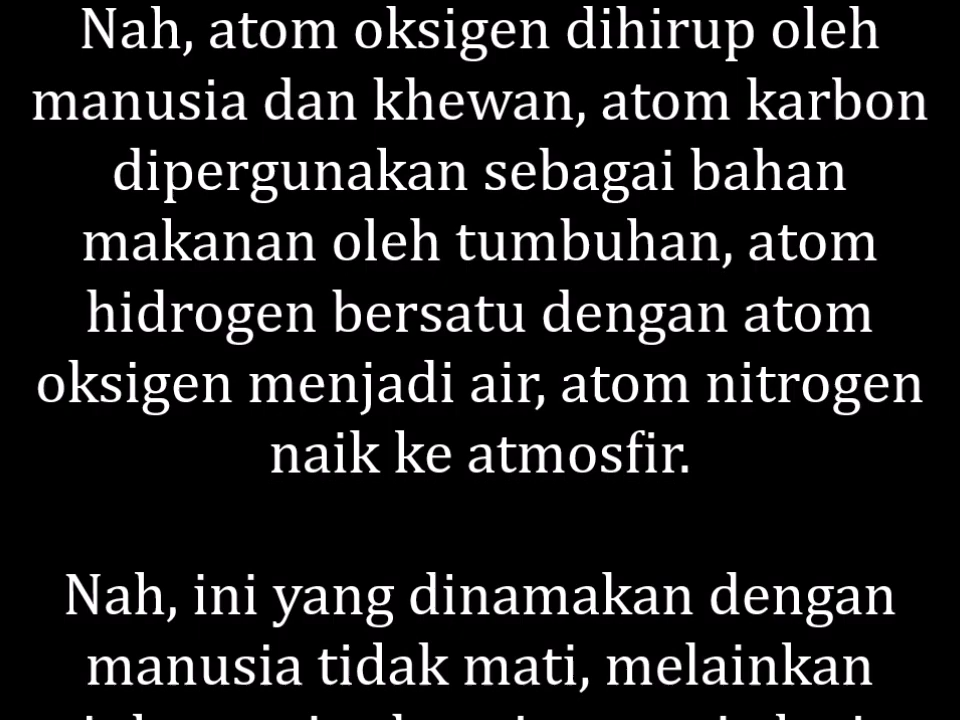 Nah, atom oksigen dihirup oleh
manusia dan khewan, atom karbon
dipergunakan sebagai bahan
makanan oleh tumbuhan, atom
hidrogen bersatu dengan atom
oksigen menjadi air, atom nitrogen
naik ke atmosfir.
Nah, ini yang dinamakan dengan
manusia tidak mati, melainkan